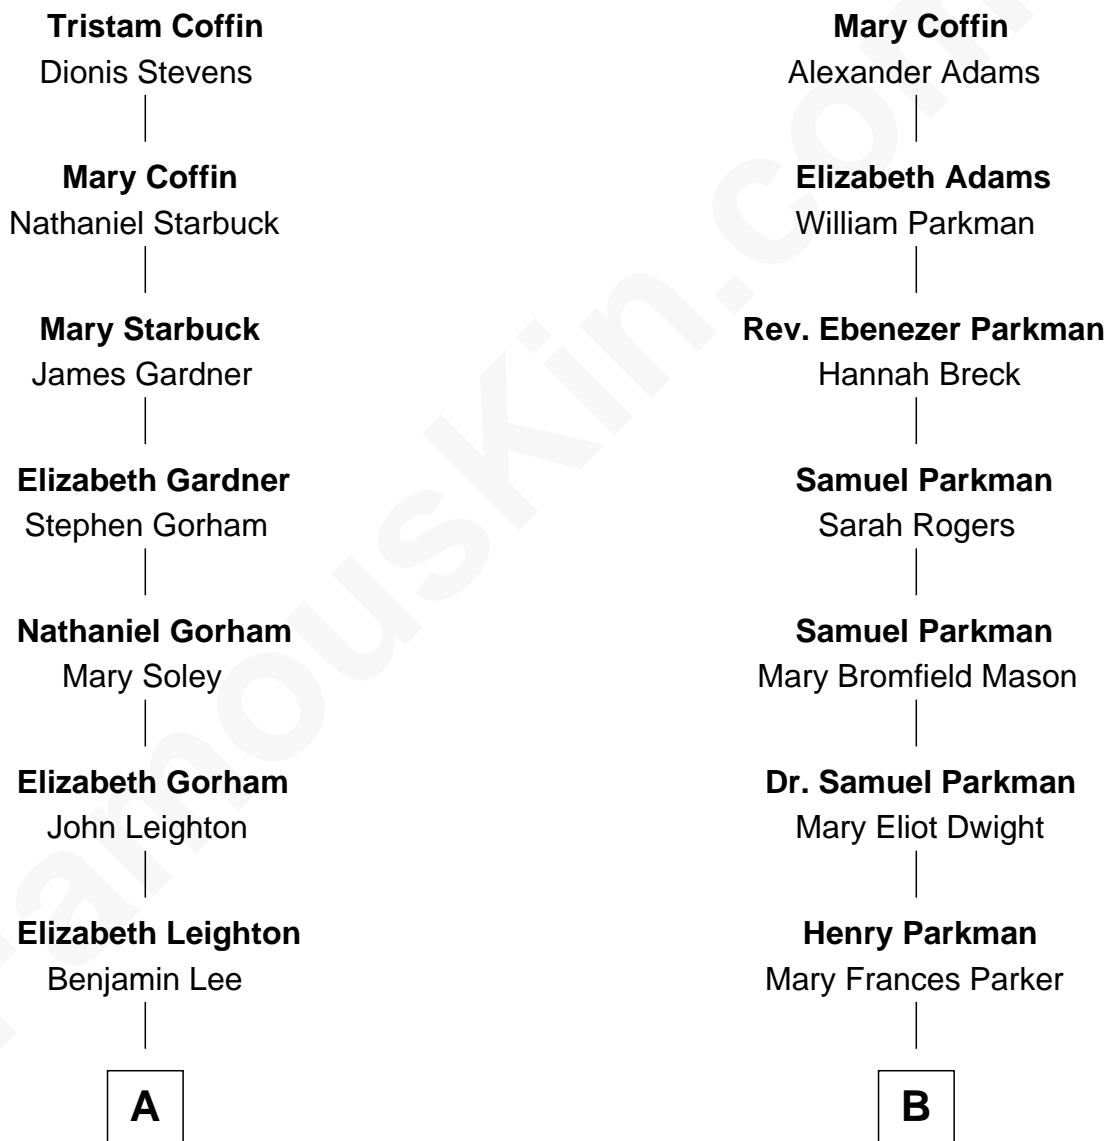 Tristam Coffin
Dionis Stevens
Mary Coffin
Nathaniel Starbuck
Mary Starbuck
James Gardner
Elizabeth Gardner
Stephen Gorham
Nathaniel Gorham
Mary Soley
Elizabeth Gorham
John Leighton
Elizabeth Leighton
Benjamin Lee
A
Mary Coffin
Alexander Adams
Elizabeth Adams
William Parkman
Rev. Ebenezer Parkman
Hannah Breck
Samuel Parkman
Sarah Rogers
Samuel Parkman
Mary Bromfield Mason
Dr. Samuel Parkman
Mary Eliot Dwight
Henry Parkman
Mary Frances Parker
B
FamousKin.com